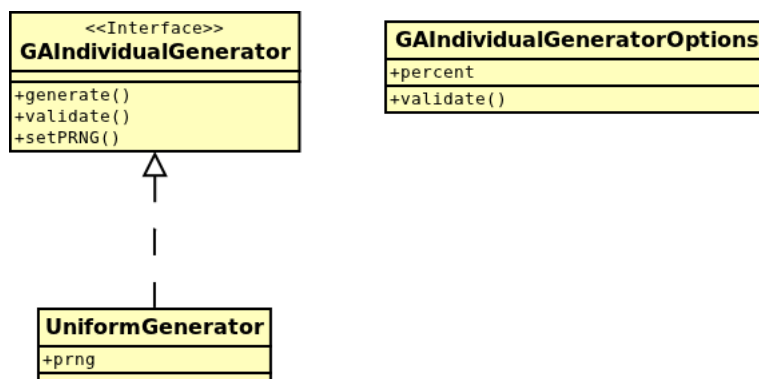 <<Interface>>
GAIndividualGenerator
+generate()
+validate()
+setPRNG()
GAIndividualGeneratorOptions
+percent
+validate()
UniformGenerator
+prng